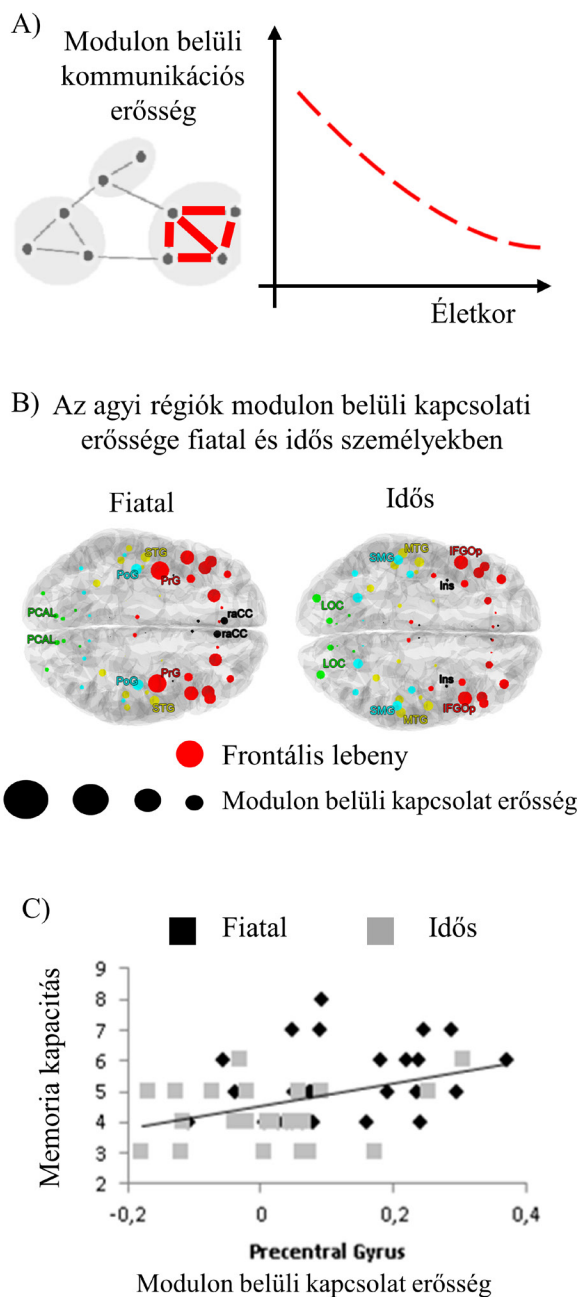 A)
Modulon belüli
kommunikációs
erősség
Életkor
B) Az agyi régiók modulon belüli kapcsolati
erőssége fiatal és idős személyekben
Fiatal
Idős
STG
PoG
PrG
PCAL
raCC
PCAL
raCC
PoG
PrG
STG
MTG
IFGOp
SMG
Ins
LOC
LOC
Ins
SMG
IFGOp
MTG
Frontális lebeny
Modulon belüli kapcsolat erősség
C)
Fiatal
Idős
Memoria kapacitás
9
8
7
6
5
4
3
2
-0,2 0 0,2 0,4
Precentral Gyrus
Modulon belüli kapcsolat erősség